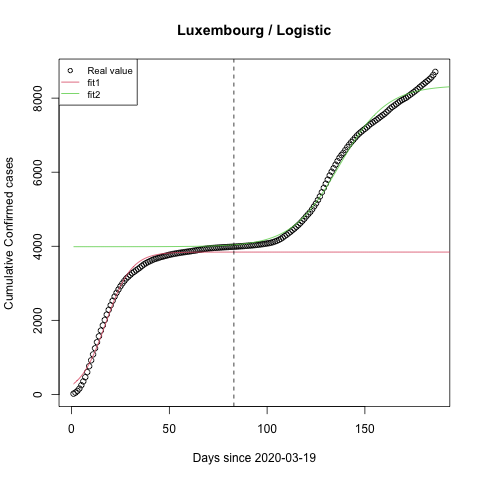 Luxembourg / Logistic
Real value
fit1
fit2
Cumulative Confirmed cases
8000
6000
4000
2000
0
0 50 100 150
Days since 2020-03-19